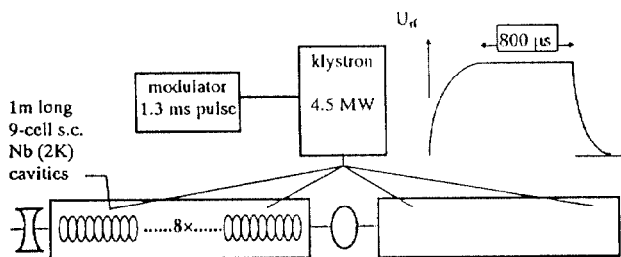 U_rf
800 μs
klystron
4.5 MW
modulator
1.3 ms pulse
1m long
9-cell s.c.
Nb (2K)
cavities
......8×......